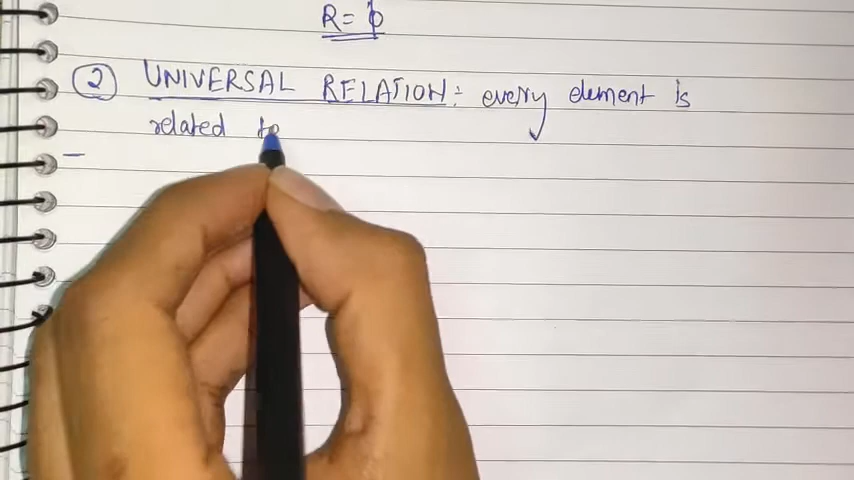 R= ϕ
② UNIVERSAL RELATION: every element is
related to